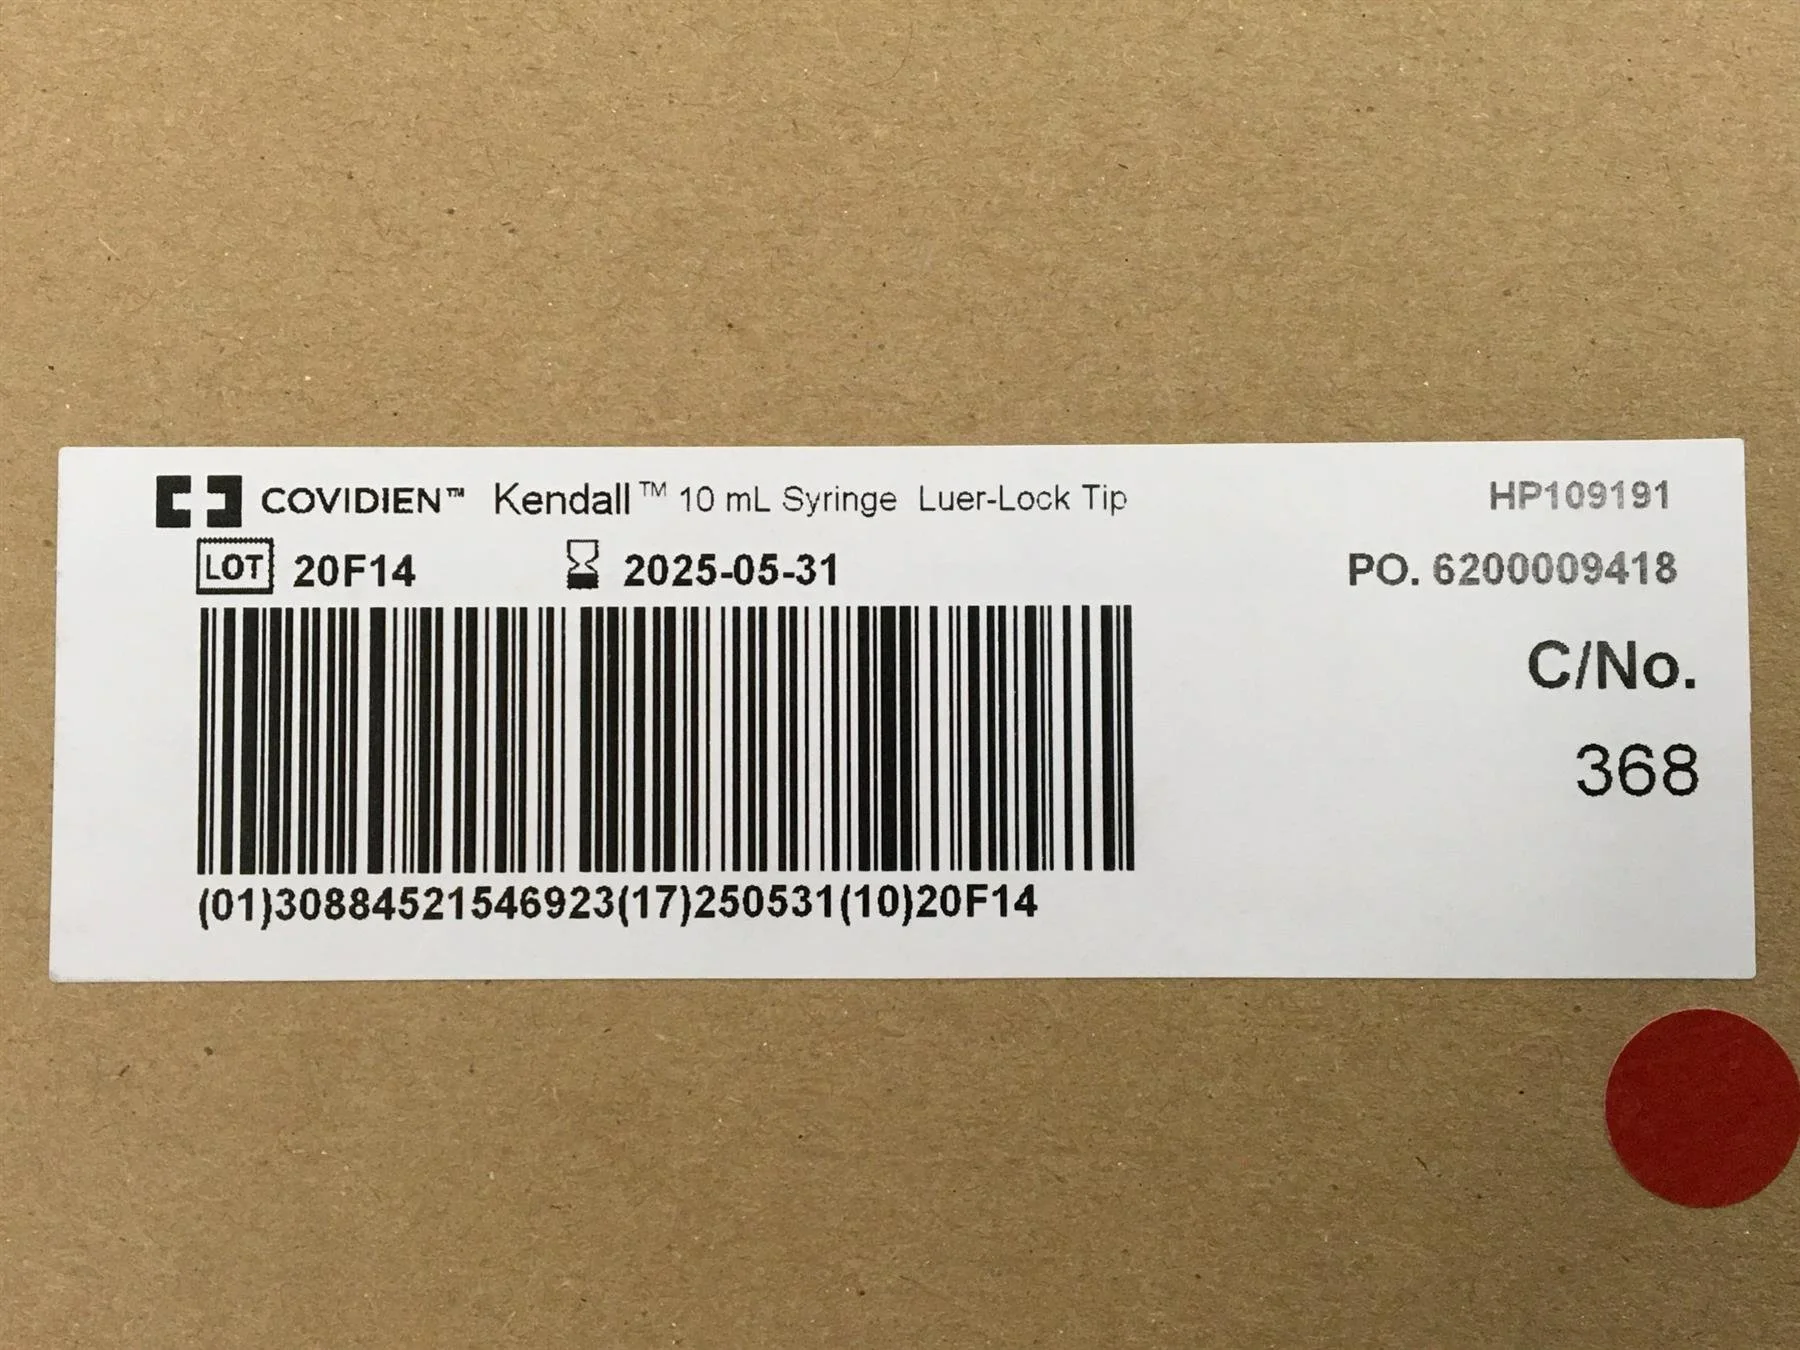 COVIDIEN™ Kendall™ 10 mL Syringe Luer-Lock Tip HP109191
LOT 20F14 2025-05-31 PO. 6200009418
C/No.
368
(01)30884521546923(17)250531(10)20F14